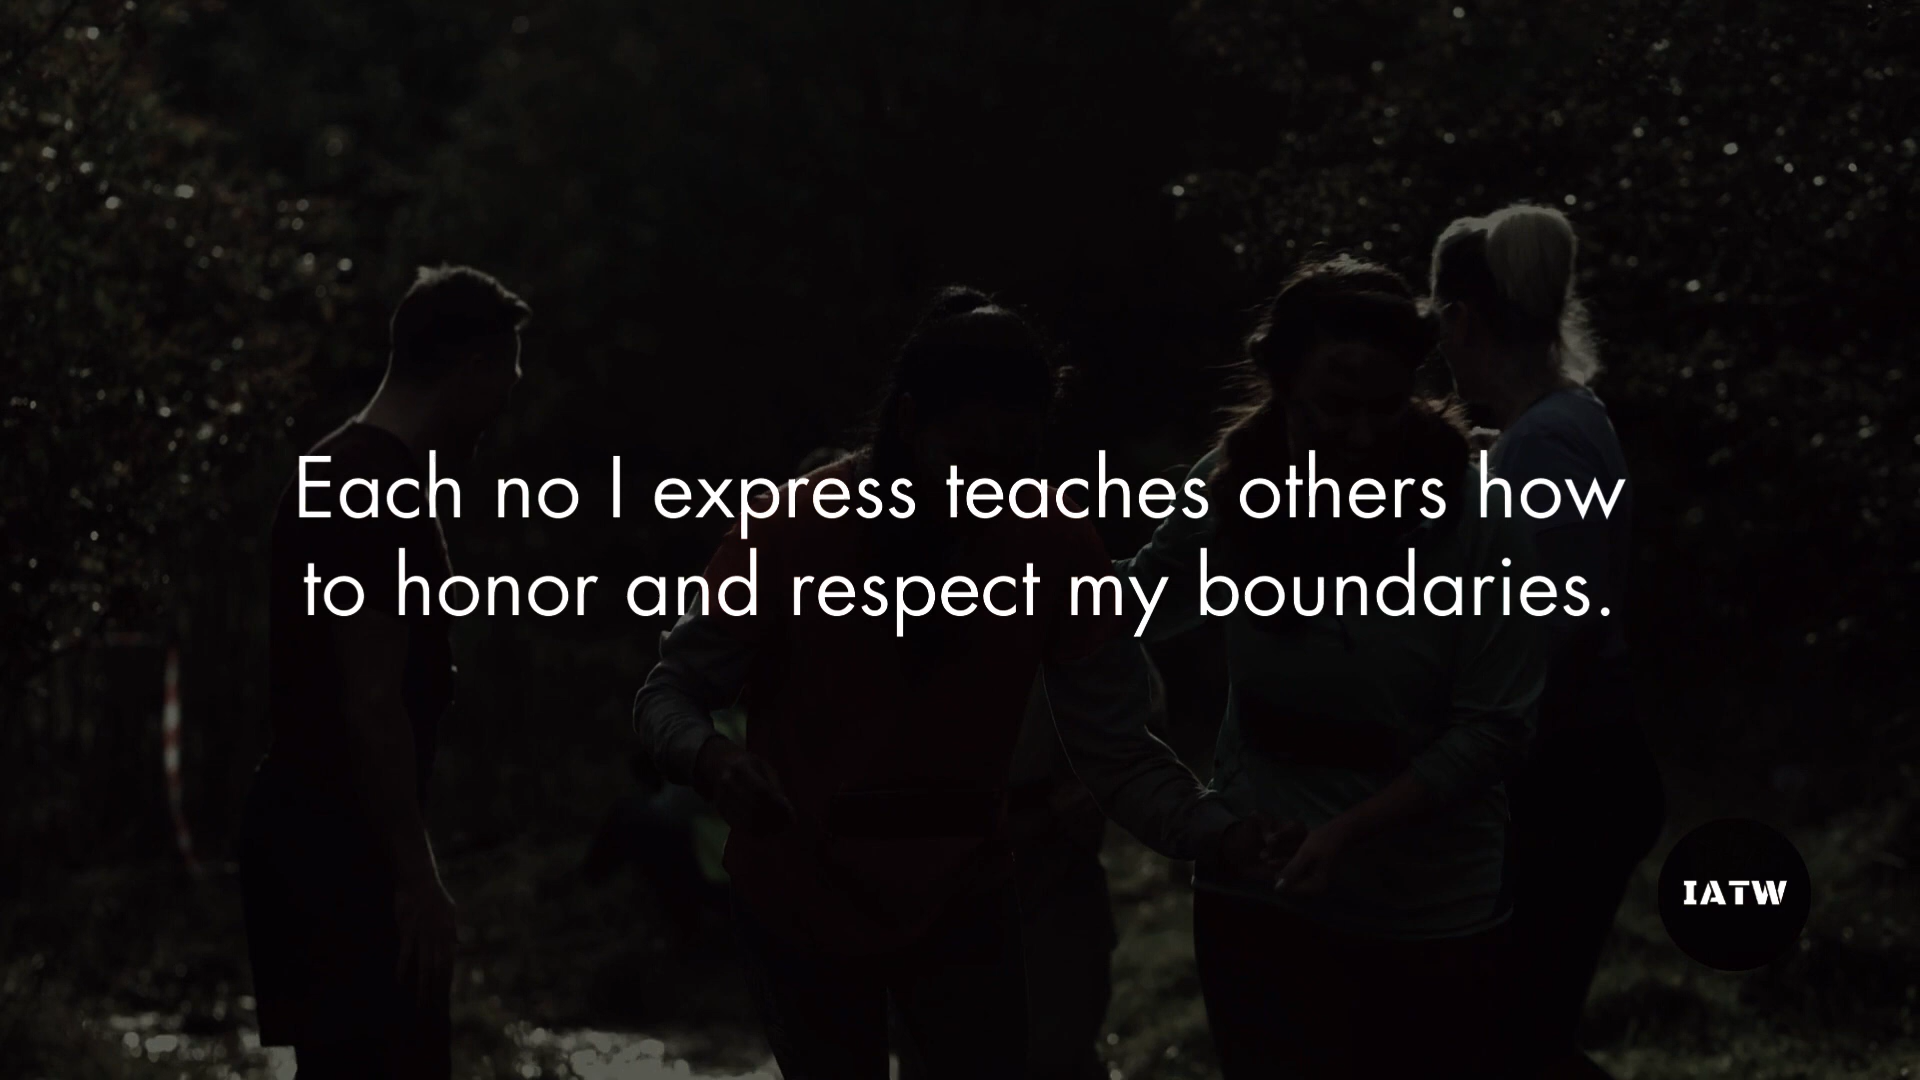 Each no I express teaches others how
to honor and respect my boundaries.
IATW